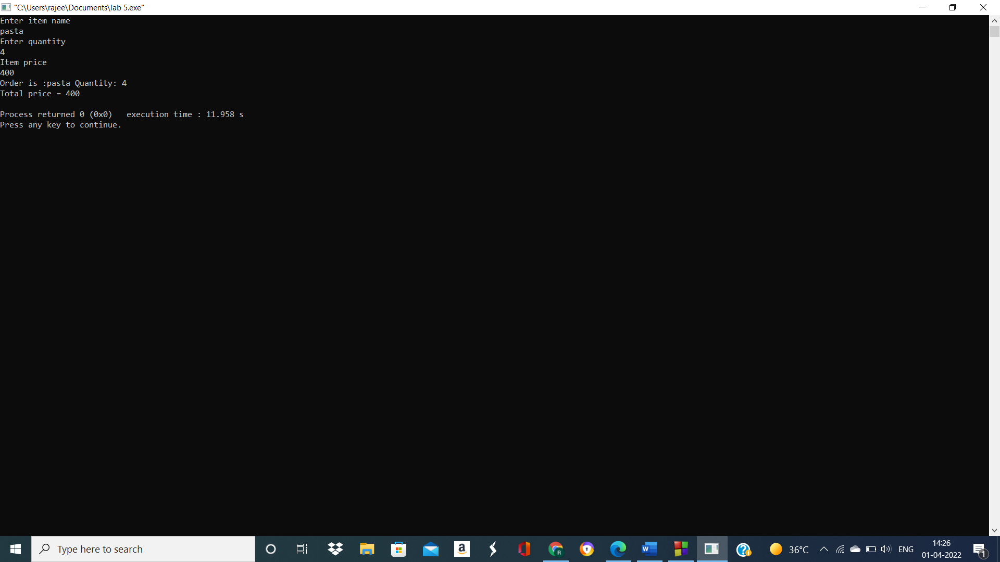 "C:\Users\rajee\Documents\lab 5.exe"
Enter item name
pasta
Enter quantity
4
Item price
400
Order is :pasta Quantity: 4
Total price = 400
Process returned 0 (0x0)   execution time : 11.958 s
Press any key to continue.
Type here to search
a
R
W
?
36°C
ENG
14:26
01-04-2022
1